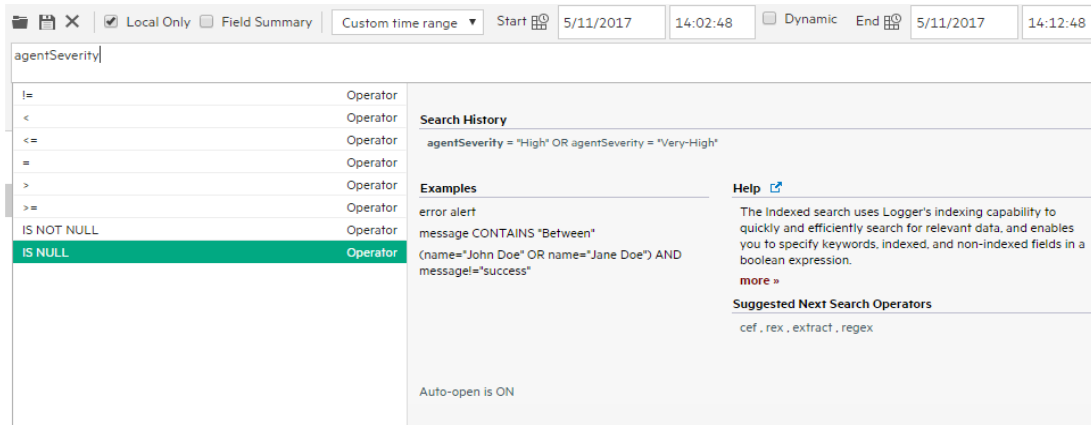 Local Only Field Summary Custom time range Start 5/11/2017 14:02:48 Dynamic End 5/11/2017 14:12:48
agentSeverity
!= Operator
< Operator
<= Operator
= Operator
> Operator
>= Operator
IS NOT NULL Operator
IS NULL Operator
Search History
agentSeverity = "High" OR agentSeverity = "Very-High"
Examples
error alert
message CONTAINS "Between"
(name="John Doe" OR name="Jane Doe") AND
message!="success"
Help
The Indexed search uses Logger's indexing capability to
quickly and efficiently search for relevant data, and enables
you to specify keywords, indexed, and non-indexed fields in a
boolean expression.
more »
Suggested Next Search Operators
cef , rex , extract , regex
Auto-open is ON